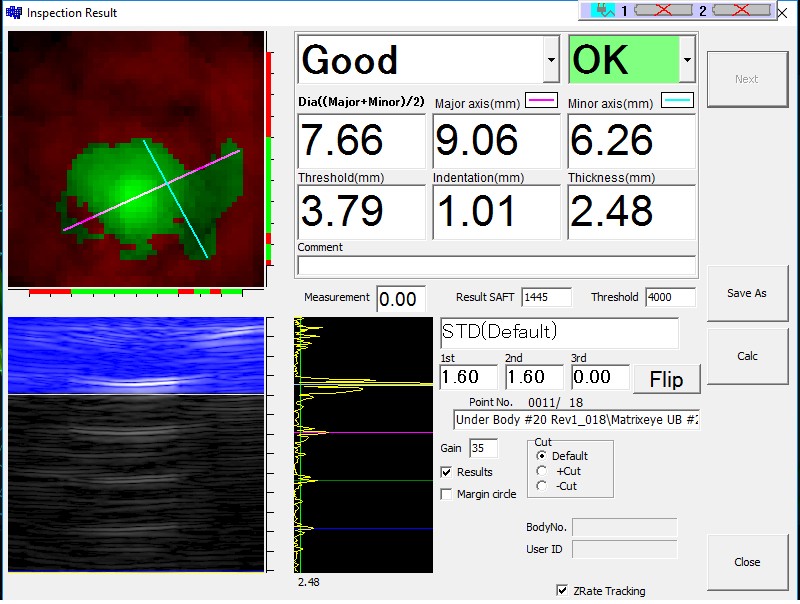 Inspection Result
1 2
Good OK Next
Dia((Major+Minor)/2) Major axis(mm) Minor axis(mm)
7.66 9.06 6.26
Threshold(mm) Indentation(mm) Thickness(mm)
3.79 1.01 2.48
Comment
Measurement 0.00 Result SAFT 1445 Threshold 4000 Save As
STD(Default)
1st 2nd 3rd Calc
1.60 1.60 0.00 Flip
Point No. 0011/ 18
Under Body #20 Rev1_018\Matrixeye UB #2
Gain 35 Cut
Default
Results +Cut
Margin circle -Cut
BodyNo.
User ID
Close
2.48
ZRate Tracking